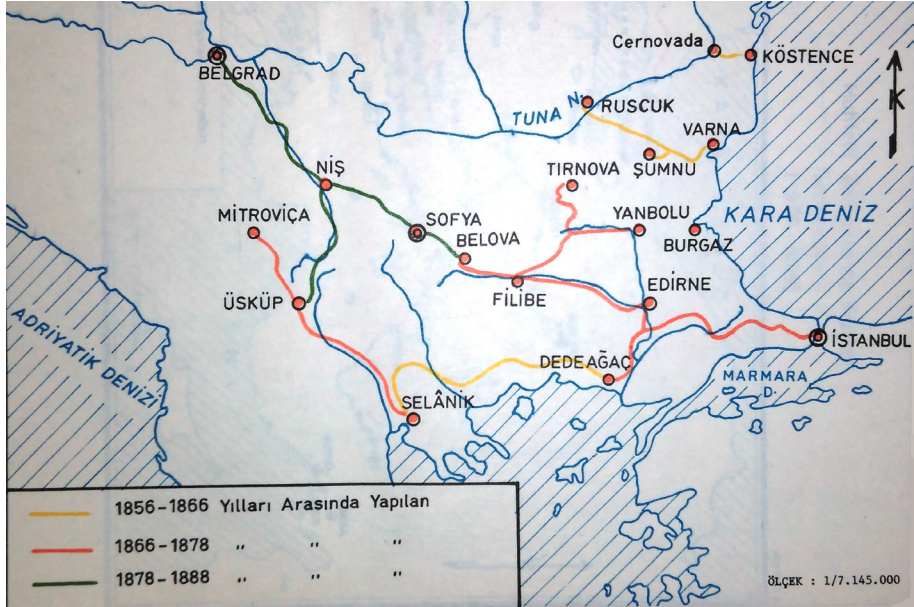 Cernovada
KÖSTENCE
BELGRAD
K
TUNA N.
RUSCUK
VARNA
ŞUMNU
NİŞ
TIRNOVA
MİTROVİÇA
SOFYA
YANBOLU
KARA DENİZ
BELOVA
BURGAZ
FİLİBE
EDİRNE
ÜSKÜP
ADRİYATİK DENİZİ
İSTANBUL
DEDEAĞAÇ
MARMARA
D.
SELÂNİK
1856-1866 Yılları Arasında Yapılan
1866-1878 " " "
1878-1888 " " "
ÖLÇEK : 1/7.145.000